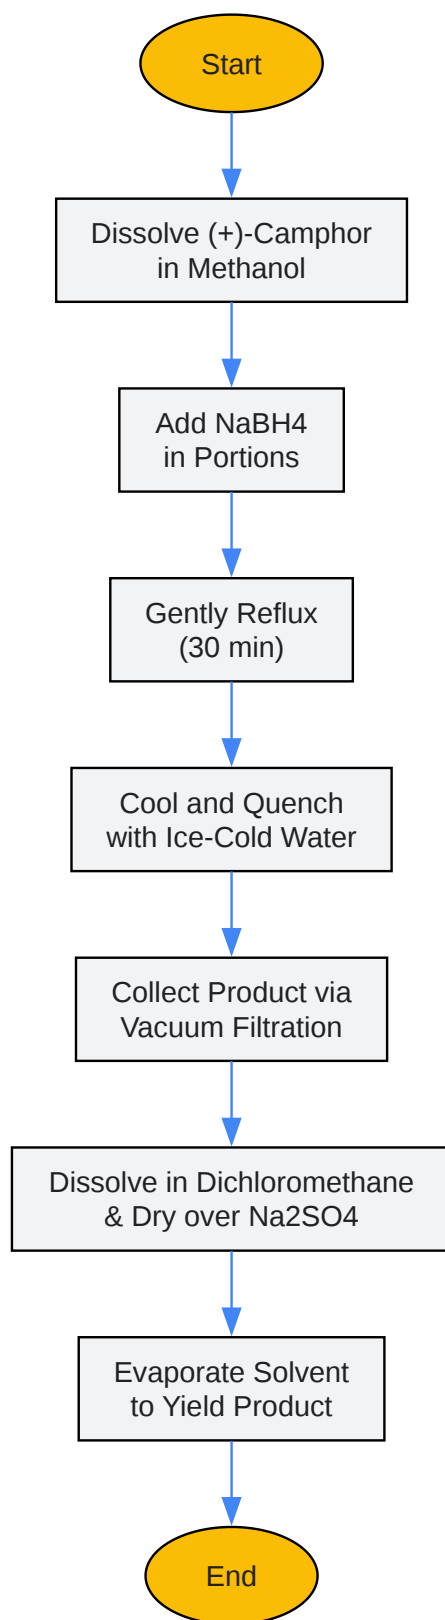 Start
Dissolve (+)-Camphor
in Methanol
Add NaBH4
in Portions
Gently Reflux
(30 min)
Cool and Quench
with Ice-Cold Water
Collect Product via
Vacuum Filtration
Dissolve in Dichloromethane
& Dry over Na2SO4
Evaporate Solvent
to Yield Product
End